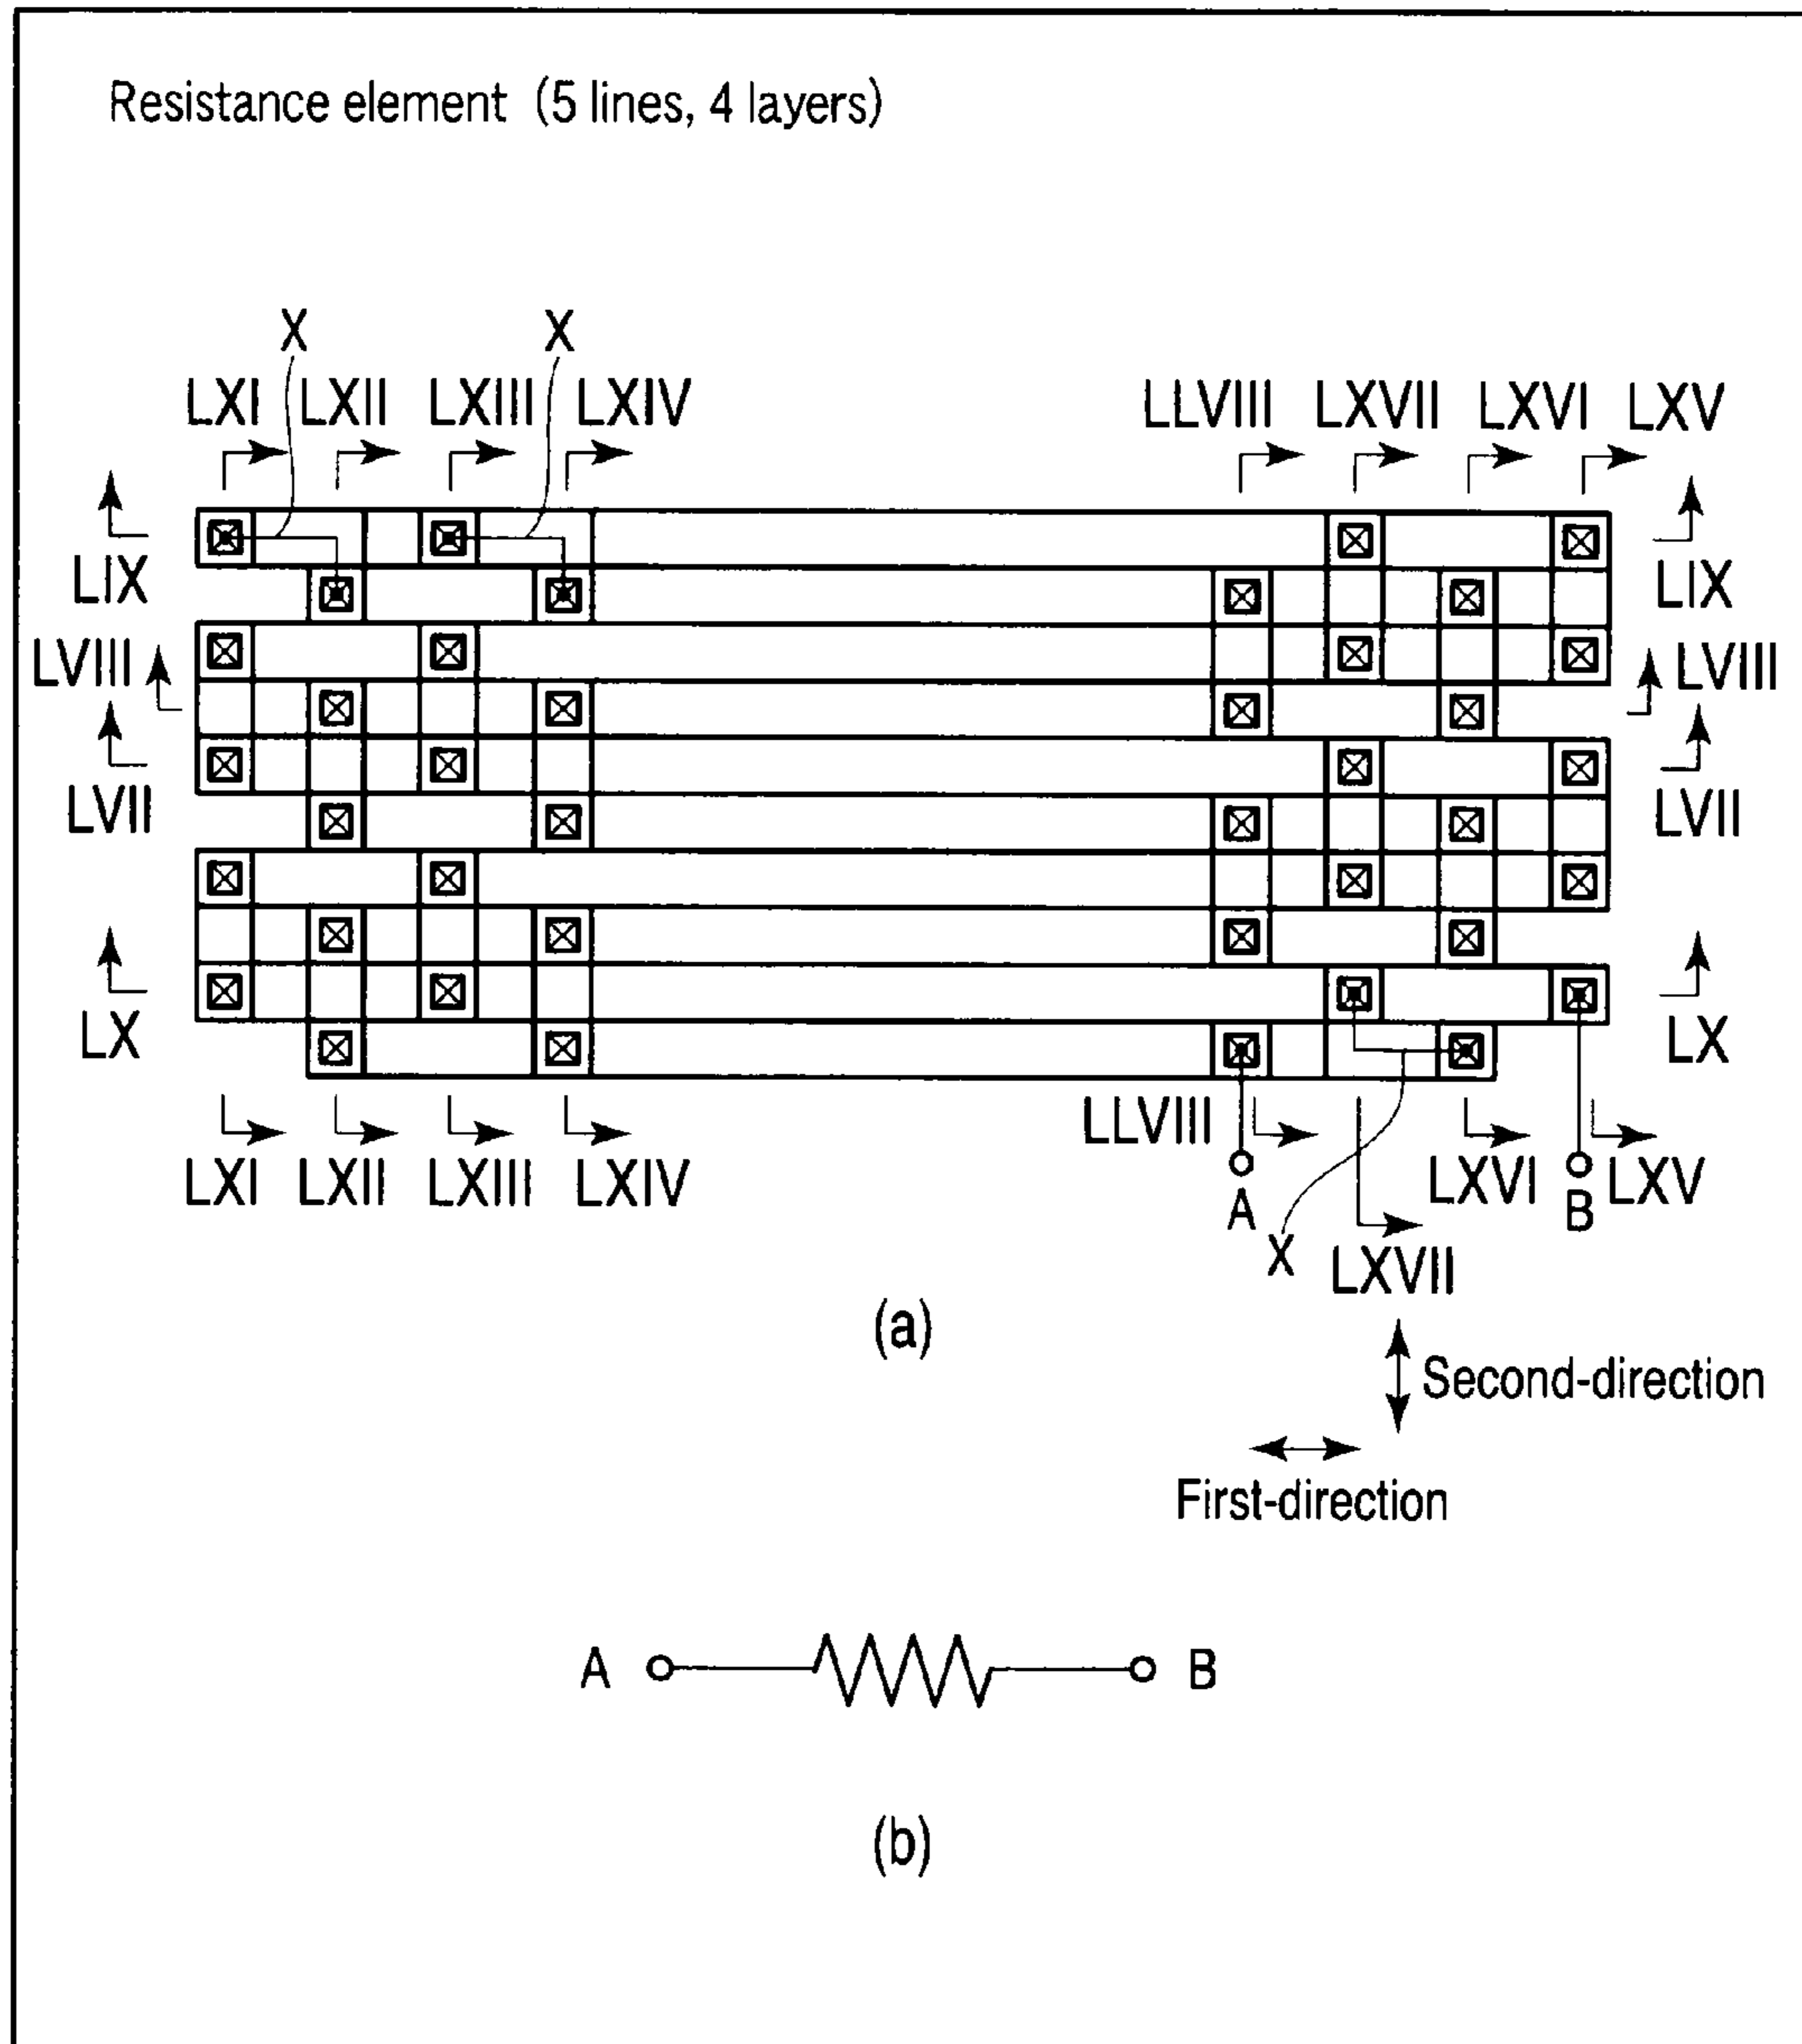 Resistance element (5 lines, 4 layers)
X X
LXI LXII LXIII LXIV LLVIII LXVII LXVI LXV
LIX LIX
LVIII LVIII
LVII LVII
LX LX
LXI LXII LXIII LXIV LLVIII A X LXVII LXVI B LXV
(a)
Second-direction
First-direction
A B
(b)